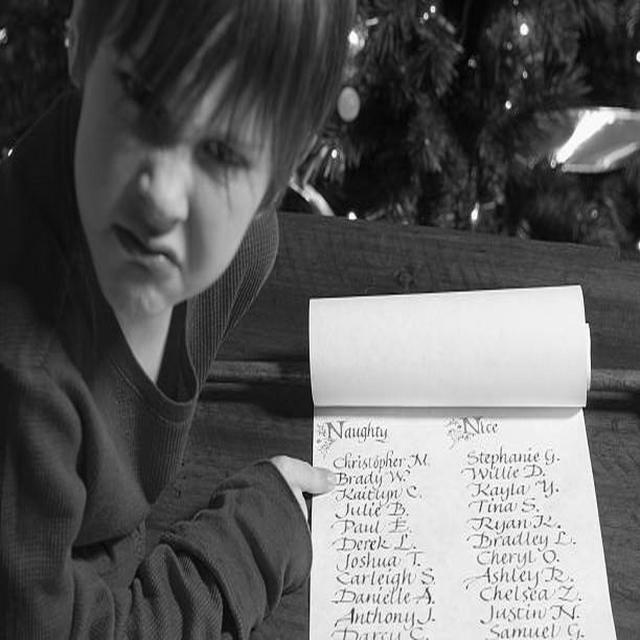 Naughty Nice
Christopher M. Stephanie G.
Brady W. Willie D.
Kaitlyn C. Kayla Y.
Julie B. Tina S.
Paul E. Ryan K.
Derek L. Bradley L.
Joshua T. Cheryl O.
Carleigh S. Ashley R.
Danielle A. Chelsea Z.
Anthony J. Justin N.
Darcy C. Samuel G.